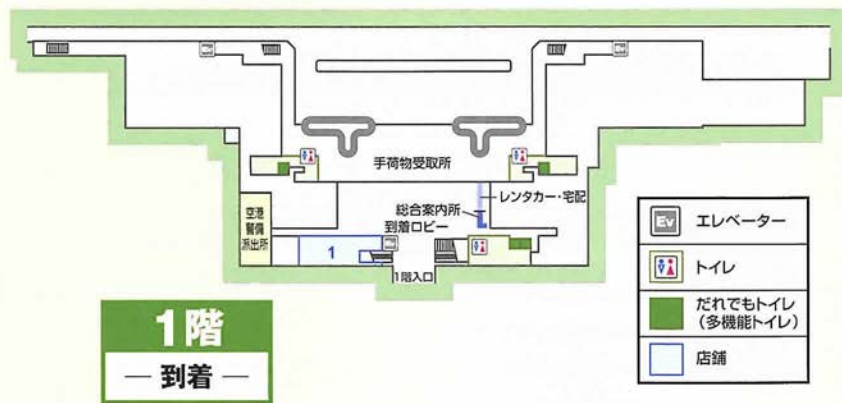 手荷物受取所
レンタカー・宅配
総合案内所
到着ロビー
空港
警備
派出所
1
1階入口
1階
― 到着 ―
Ev エレベーター
トイレ
だれでもトイレ
(多機能トイレ)
店舗